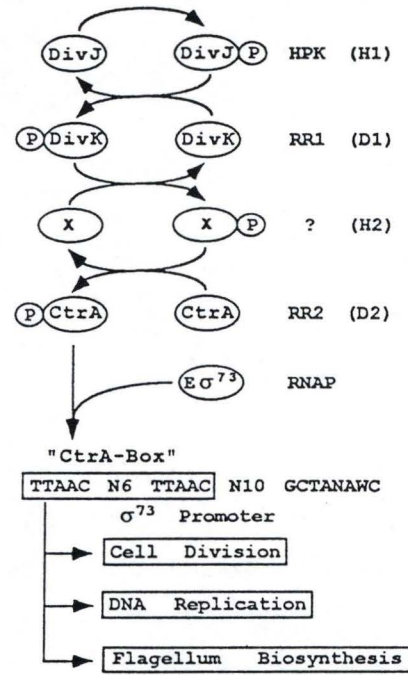 DivJ DivJ P HPK (H1)
P DivK DivK RR1 (D1)
X X P ? (H2)
P CtrA CtrA RR2 (D2)
Eσ73 RNAP
"CtrA-Box"
TTAAC N6 TTAAC N10 GCTANAWC
σ73 Promoter
Cell Division
DNA Replication
Flagellum Biosynthesis